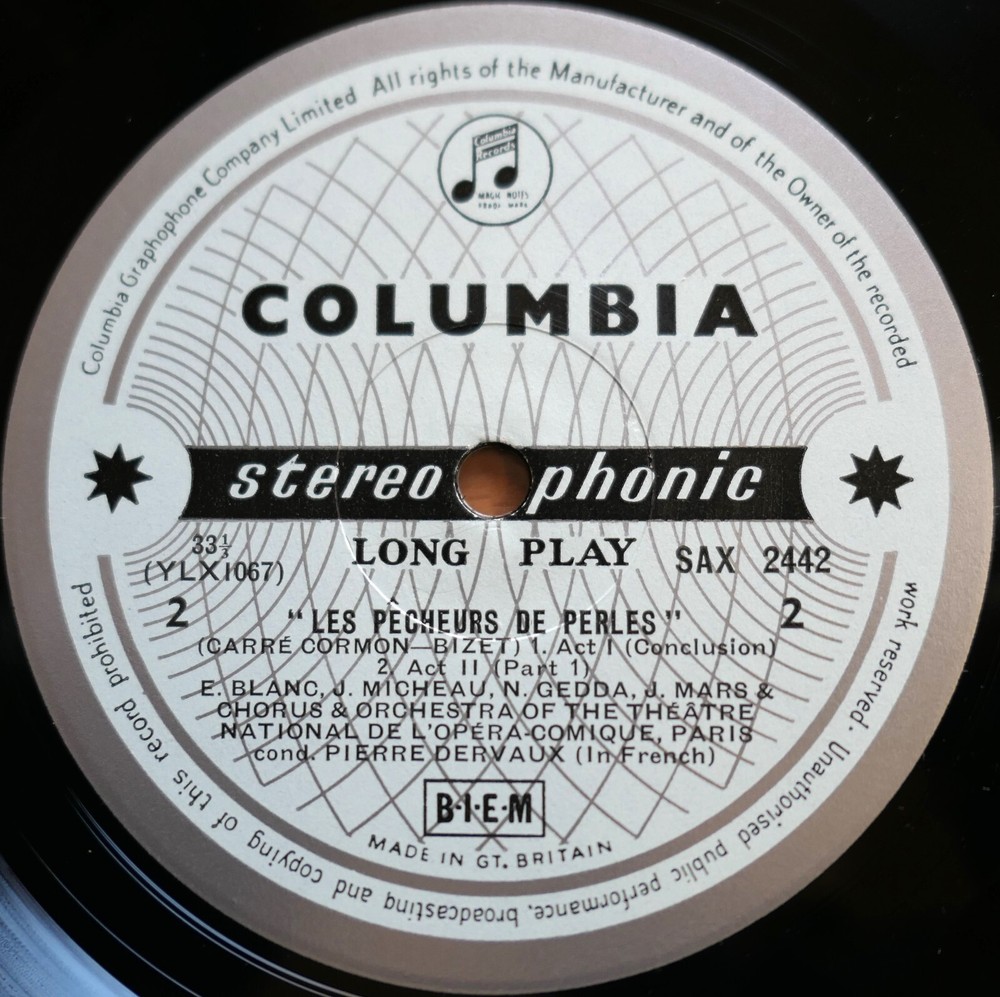 Columbia Graphophone Company Limited All rights of the Manufacturer and of the Owner of the recorded
work reserved · Unauthorised public performance, broadcasting and copying of this record prohibited
Columbia
Records
MAGIC NOTES
TRADE MARK
COLUMBIA
stereophonic
33⅓ LONG PLAY SAX 2442
(YLX1067)
2 "LES PÊCHEURS DE PERLES" 2
(CARRÉ CORMON—BIZET) 1. Act I (Conclusion)
2. Act II (Part 1)
E. BLANC, J. MICHEAU, N. GEDDA, J. MARS &
CHORUS & ORCHESTRA OF THE THÉÂTRE
NATIONAL DE L'OPÉRA-COMIQUE, PARIS
cond. PIERRE DERVAUX (In French)
B·I·E·M
MADE IN GT. BRITAIN